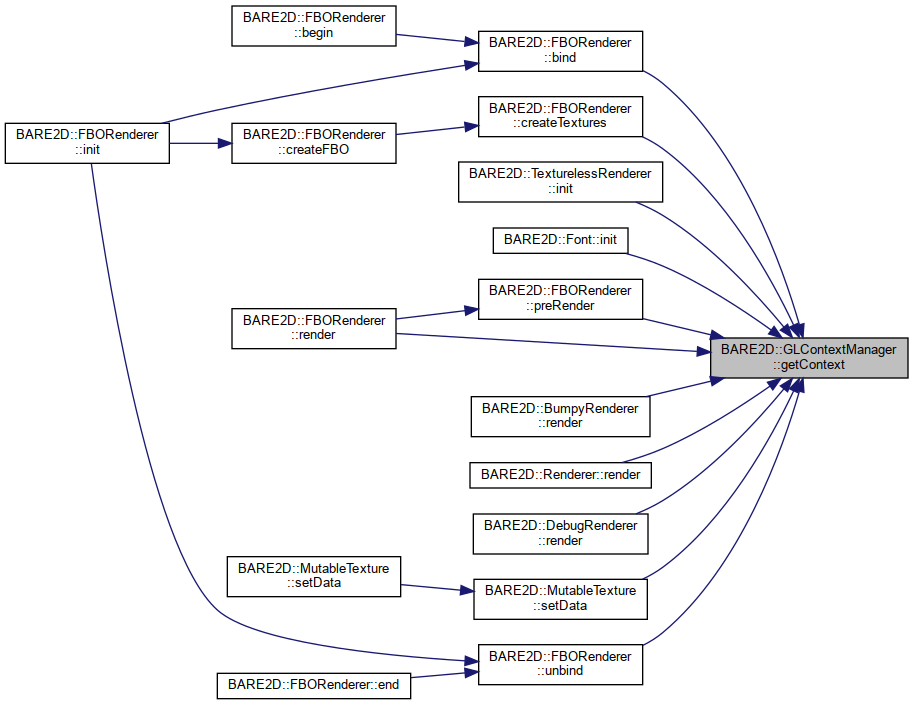 BARE2D::FBORenderer
::begin
BARE2D::FBORenderer
::bind
BARE2D::FBORenderer
::createTextures
BARE2D::FBORenderer
::init
BARE2D::FBORenderer
::createFBO
BARE2D::TexturelessRenderer
::init
BARE2D::Font::init
BARE2D::FBORenderer
::preRender
BARE2D::FBORenderer
::render
BARE2D::GLContextManager
::getContext
BARE2D::BumpyRenderer
::render
BARE2D::Renderer::render
BARE2D::DebugRenderer
::render
BARE2D::MutableTexture
::setData
BARE2D::MutableTexture
::setData
BARE2D::FBORenderer
::unbind
BARE2D::FBORenderer::end